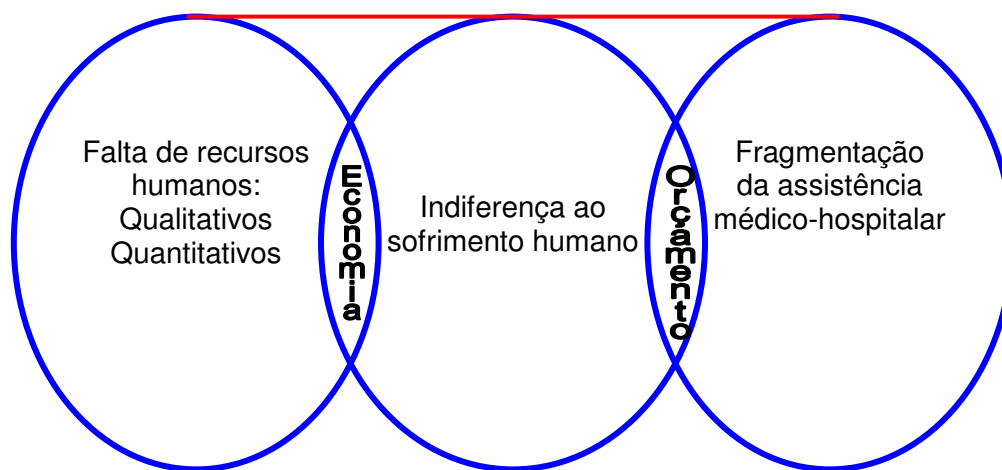 Falta de recursos
humanos:
Qualitativos
Quantitativos
Economia
Indiferença ao
sofrimento humano
Orçamento
Fragmentação
da assistência
médico-hospitalar